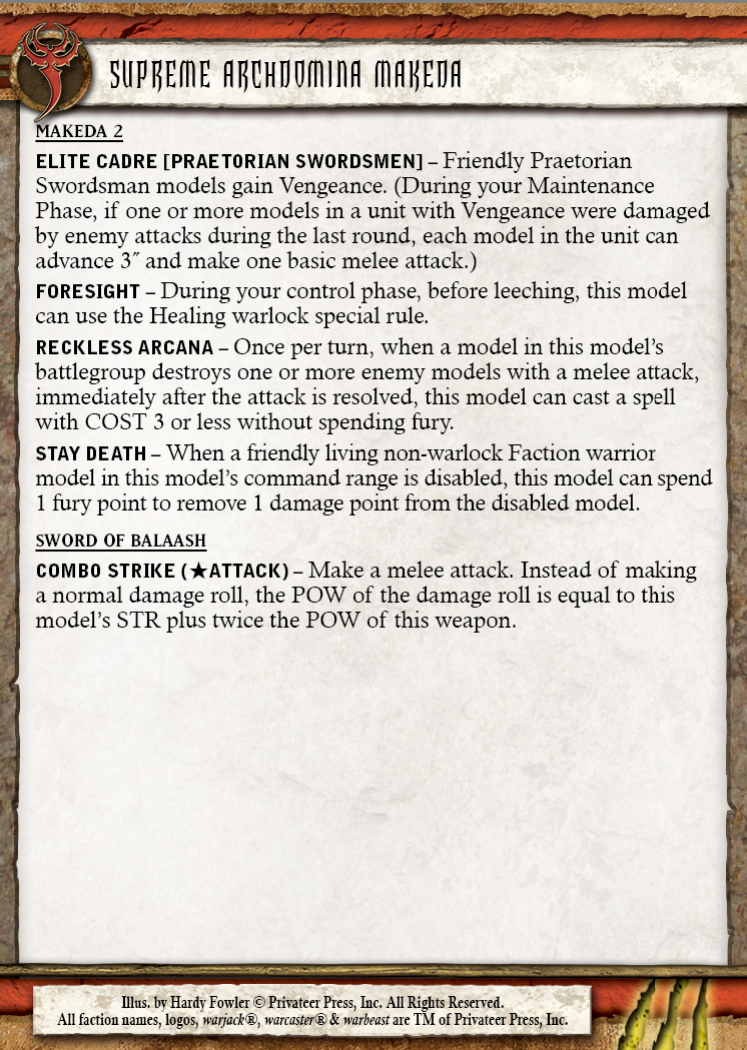 SUPREME ARCHDOMINA MAKEDA
MAKEDA 2
ELITE CADRE [PRAETORIAN SWORDSMEN] – Friendly Praetorian
Swordsman models gain Vengeance. (During your Maintenance
Phase, if one or more models in a unit with Vengeance were damaged
by enemy attacks during the last round, each model in the unit can
advance 3˝ and make one basic melee attack.)
FORESIGHT – During your control phase, before leeching, this model
can use the Healing warlock special rule.
RECKLESS ARCANA – Once per turn, when a model in this model's
battlegroup destroys one or more enemy models with a melee attack,
immediately after the attack is resolved, this model can cast a spell
with COST 3 or less without spending fury.
STAY DEATH – When a friendly living non-warlock Faction warrior
model in this model's command range is disabled, this model can spend
1 fury point to remove 1 damage point from the disabled model.
SWORD OF BALAASH
COMBO STRIKE (★ATTACK) – Make a melee attack. Instead of making
a normal damage roll, the POW of the damage roll is equal to this
model's STR plus twice the POW of this weapon.
Illus. by Hardy Fowler © Privateer Press, Inc. All Rights Reserved.
All faction names, logos, warjack®, warcaster® & warbeast are TM of Privateer Press, Inc.